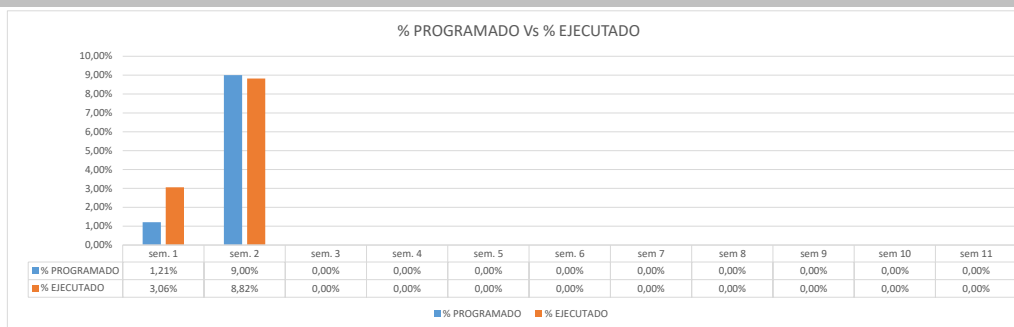 % PROGRAMADO Vs % EJECUTADO
10,00%
9,00%
8,00%
7,00%
6,00%
5,00%
4,00%
3,00%
2,00%
1,00%
0,00%
sem. 1 sem. 2 sem. 3 sem. 4 sem. 5 sem. 6 sem 7 sem 8 sem 9 sem 10 sem 11
% PROGRAMADO 1,21% 9,00% 0,00% 0,00% 0,00% 0,00% 0,00% 0,00% 0,00% 0,00% 0,00%
% EJECUTADO 3,06% 8,82% 0,00% 0,00% 0,00% 0,00% 0,00% 0,00% 0,00% 0,00% 0,00%
% PROGRAMADO % EJECUTADO